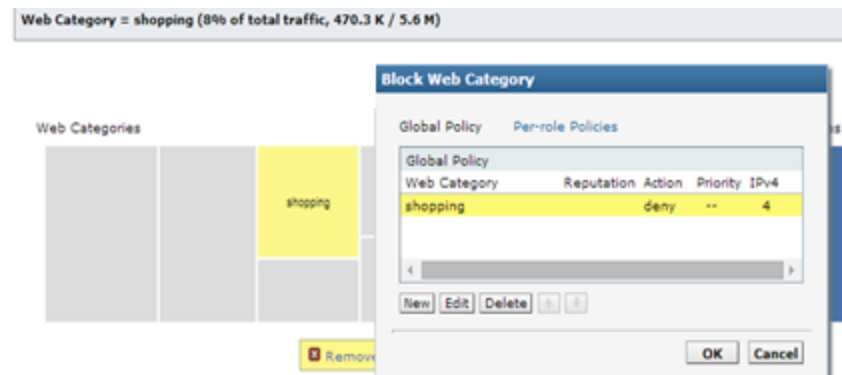 Web Category = shopping (8% of total traffic, 470.3 K / 5.6 M)
Block Web Category
Web Categories
Global Policy Per-role Policies
Global Policy
Web Category Reputation Action Priority IPv4
shopping
shopping deny -- 4
New Edit Delete
Remove
OK Cancel